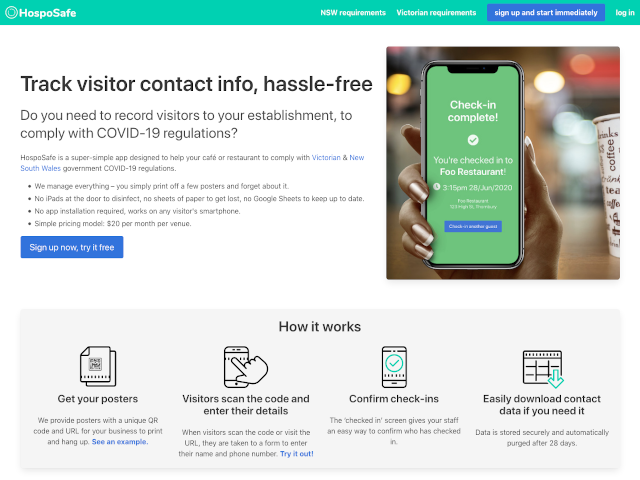 HospoSafe
NSW requirements
Victorian requirements
sign up and start immediately
log in
Track visitor contact info, hassle-free
Do you need to record visitors to your establishment, to
comply with COVID-19 regulations?
HospoSafe is a super-simple app designed to help your café or restaurant to comply with Victorian & New
South Wales government COVID-19 regulations.
• We manage everything – you simply print off a few posters and forget about it.
• No iPads at the door to disinfect, no sheets of paper to get lost, no Google Sheets to keep up to date.
• No app installation required, works on any visitor's smartphone.
• Simple pricing model: $20 per month per venue.
Sign up now, try it free
Check-in
complete!
You're checked in to
Foo Restaurant!
3:15pm 28/Jun/2020
Foo Restaurant
Check-in another guest
drinks
coffee
How it works
Get your posters
We provide posters with a unique QR
code and URL for your business to print
and hang up. See an example.
Visitors scan the code and
enter their details
When visitors scan the code or visit the
URL, they are taken to a form to enter
their name and phone number. Try it out!
Confirm check-ins
The 'checked in' screen gives your staff
an easy way to confirm who has checked
in.
Easily download contact
data if you need it
Data is stored securely and automatically
purged after 28 days.